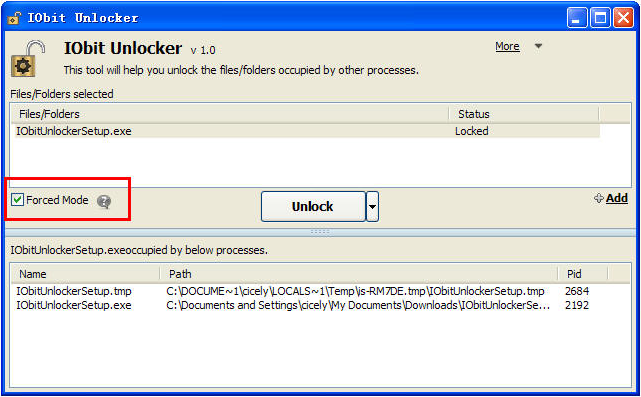 IObit Unlocker
IObit Unlocker v 1.0
More
This tool will help you unlock the files/folders occupied by other processes.
Files/Folders selected
Files/Folders Status
IObitUnlockerSetup.exe Locked
Forced Mode ?
Unlock
Add
IObitUnlockerSetup.exeoccupied by below processes.
Name Path Pid
IObitUnlockerSetup.tmp C:\DOCUME~1\cicely\LOCALS~1\Temp\is-RM7DE.tmp\IObitUnlockerSetup.tmp 2684
IObitUnlockerSetup.exe C:\Documents and Settings\cicely\My Documents\Downloads\IObitUnlockerSe... 2192